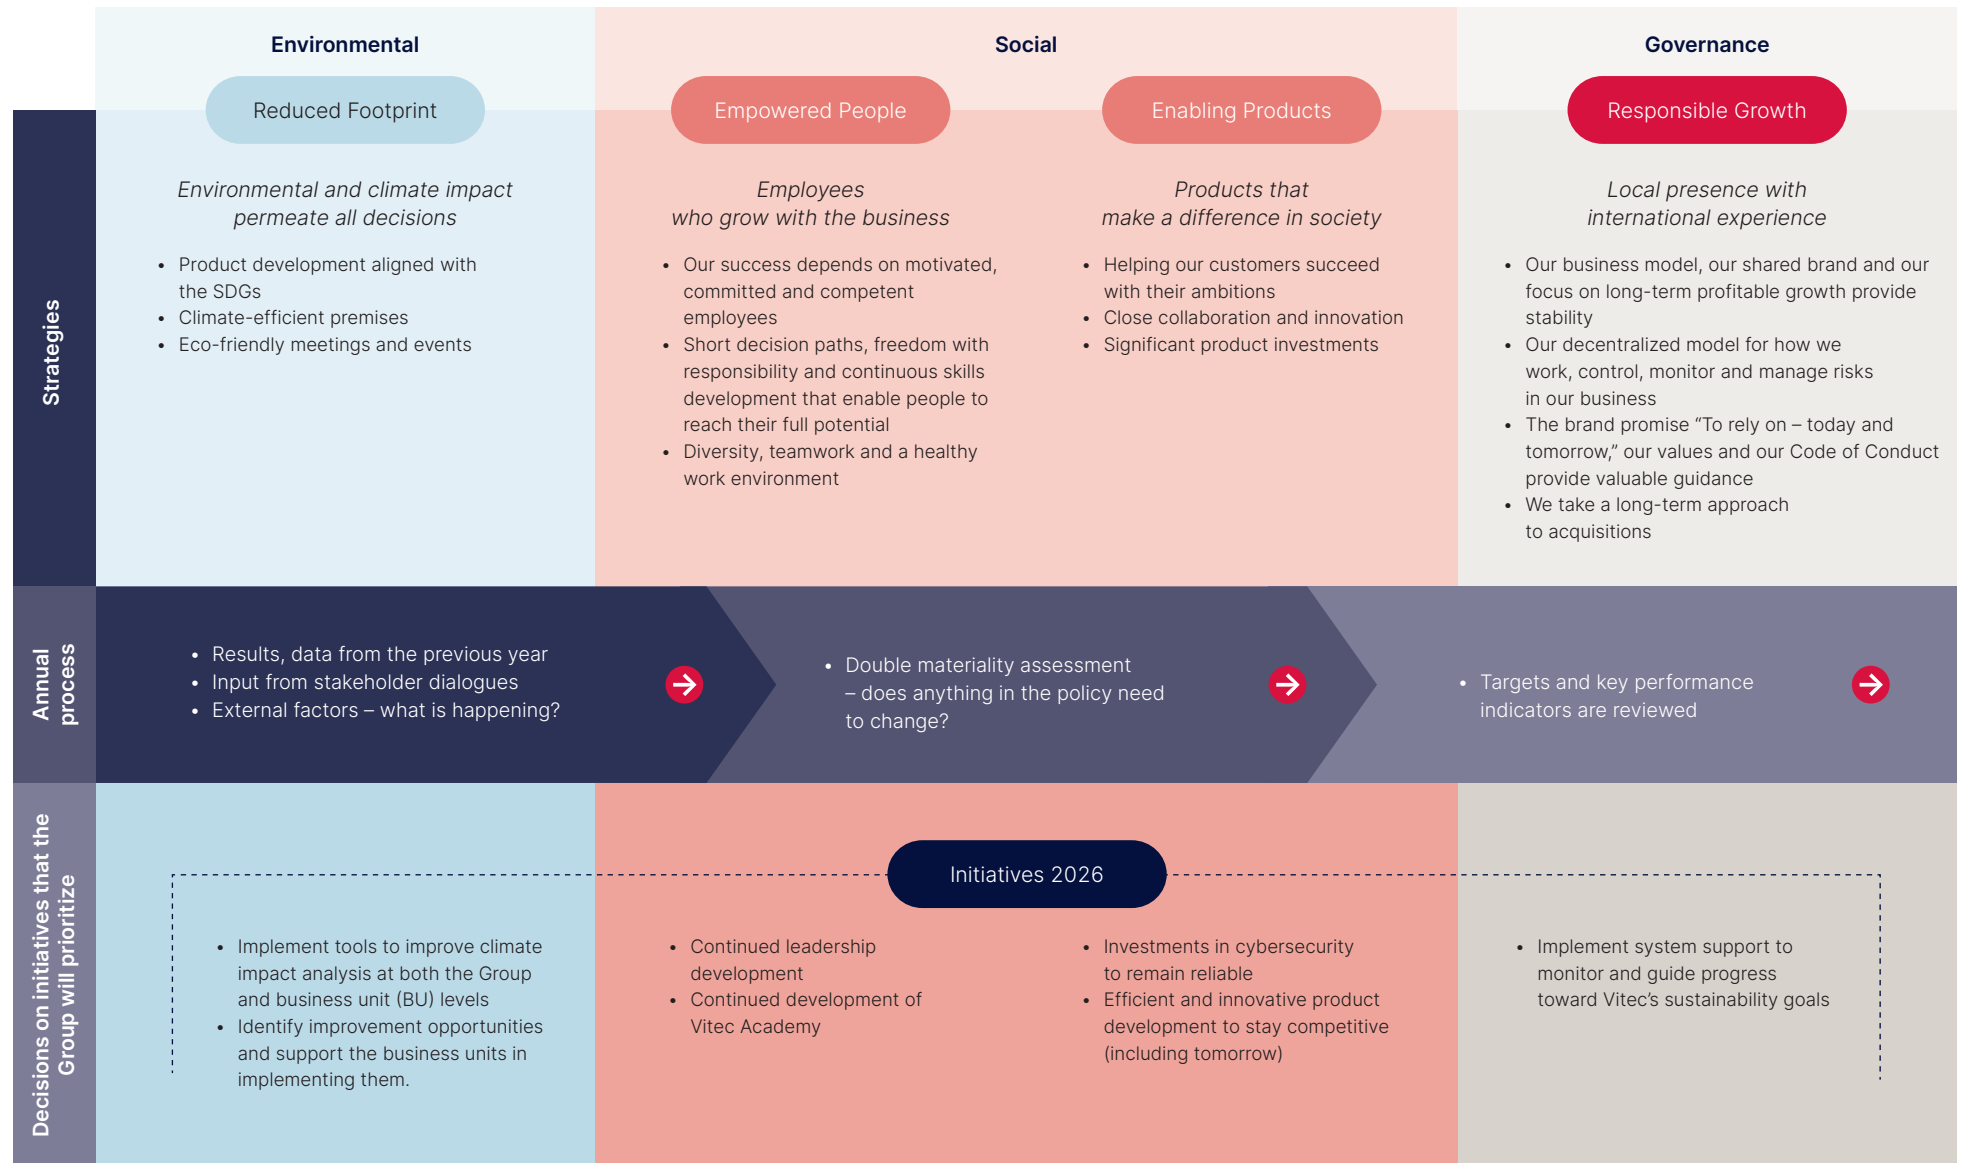 Environmental
Social
Governance
Reduced Footprint
Empowered People
Enabling Products
Responsible Growth
Strategies
Environmental and climate impact
permeate all decisions
• Product development aligned with
the SDGs
• Climate-efficient premises
• Eco-friendly meetings and events
Employees
who grow with the business
• Our success depends on motivated,
committed and competent
employees
• Short decision paths, freedom with
responsibility and continuous skills
development that enable people to
reach their full potential
• Diversity, teamwork and a healthy
work environment
Products that
make a difference in society
• Helping our customers succeed
with their ambitions
• Close collaboration and innovation
• Significant product investments
Local presence with
international experience
• Our business model, our shared brand and our
focus on long-term profitable growth provide
stability
• Our decentralized model for how we
work, control, monitor and manage risks
in our business
• The brand promise “To rely on – today and
tomorrow,” our values and our Code of Conduct
provide valuable guidance
• We take a long-term approach
to acquisitions
Annual
process
• Results, data from the previous year
• Input from stakeholder dialogues
• External factors – what is happening?
• Double materiality assessment
– does anything in the policy need
to change?
• Targets and key performance
indicators are reviewed
Decisions on initiatives that the
Group will prioritize
Initiatives 2026
• Implement tools to improve climate
impact analysis at both the Group
and business unit (BU) levels
• Identify improvement opportunities
and support the business units in
implementing them.
• Continued leadership
development
• Continued development of
Vitec Academy
• Investments in cybersecurity
to remain reliable
• Efficient and innovative product
development to stay competitive
(including tomorrow)
• Implement system support to
monitor and guide progress
toward Vitec’s sustainability goals